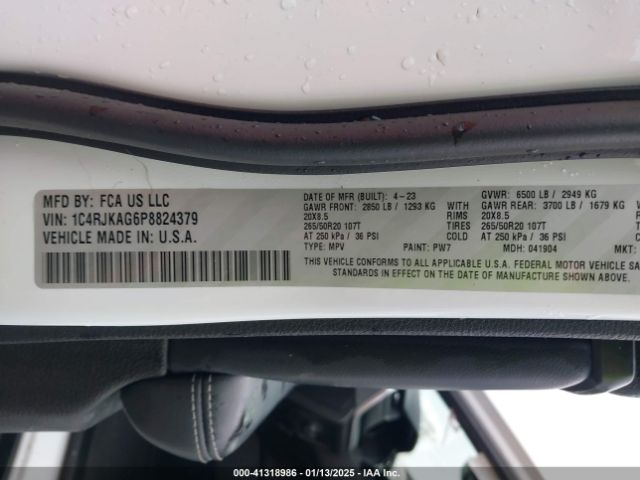 MFD BY: FCA US LLC
VIN: 1C4RJKAG6P8824379
VEHICLE MADE IN: U.S.A.
DATE OF MFR (BUILT): 4-23 GVWR: 6500 LB / 2949 KG
GAWR FRONT: 2850 LB / 1293 KG WITH GAWR REAR: 3700 LB / 1679 KG
20X8.5 RIMS 20X8.5
265/50R20 107T TIRES 265/50R20 107T
AT 250 kPa / 36 PSI COLD AT 250 kPa / 36 PSI
TYPE: MPV PAINT: PW7 MDH: 041904 MKT:
THIS VEHICLE CONFORMS TO ALL APPLICABLE U.S.A. FEDERAL MOTOR VEHICLE SA
STANDARDS IN EFFECT ON THE DATE OF MANUFACTURE SHOWN ABOVE.
000-41318986 — 01/13/2025 — IAA Inc.